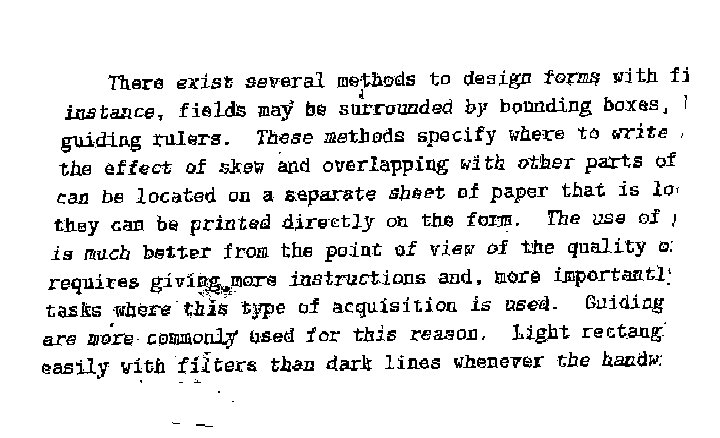 There exist several methods to design forms with fi
instance, fields may be surrounded by bounding boxes,
guiding rulers. These methods specify where to write
the effect of skew and overlapping with other parts of
can be located on a separate sheet of paper that is lo
they can be printed directly on the form. The use of
is much better from the point of view of the quality o
requires giving more instructions and, more importantly
tasks where this type of acquisition is used. Guiding
are more commonly used for this reason. Light rectang
easily with filters than dark lines whenever the handw